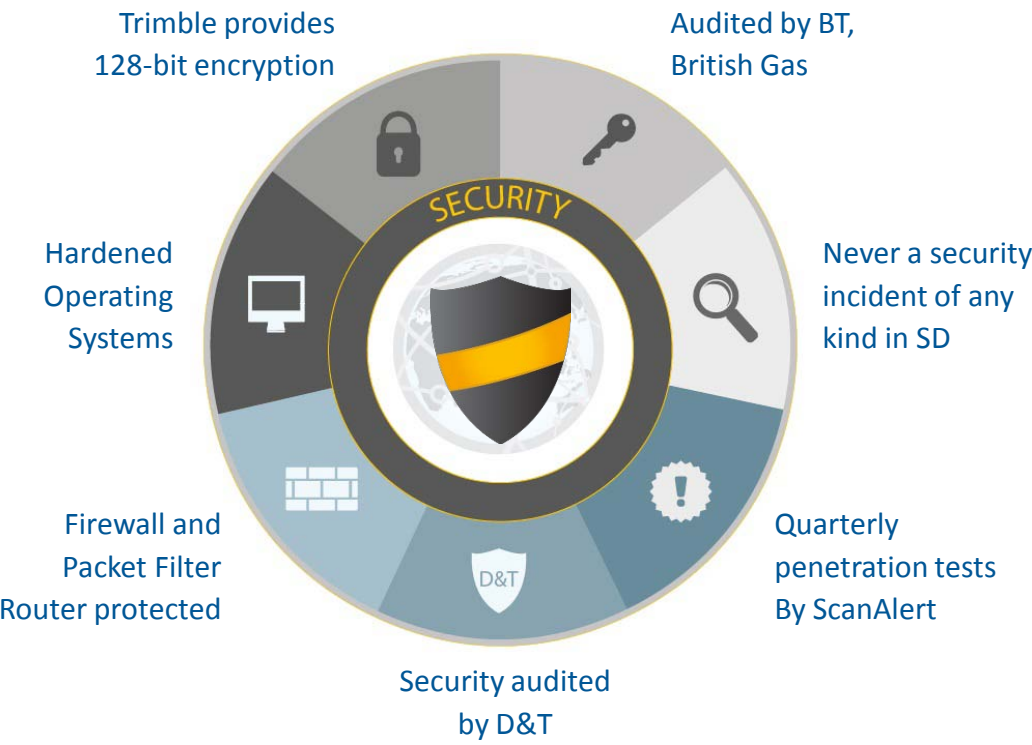 Trimble provides
128-bit encryption
Audited by BT,
British Gas
SECURITY
Hardened
Operating
Systems
Never a security
incident of any
kind in SD
Firewall and
Packet Filter
Router protected
D&T
Quarterly
penetration tests
By ScanAlert
Security audited
by D&T